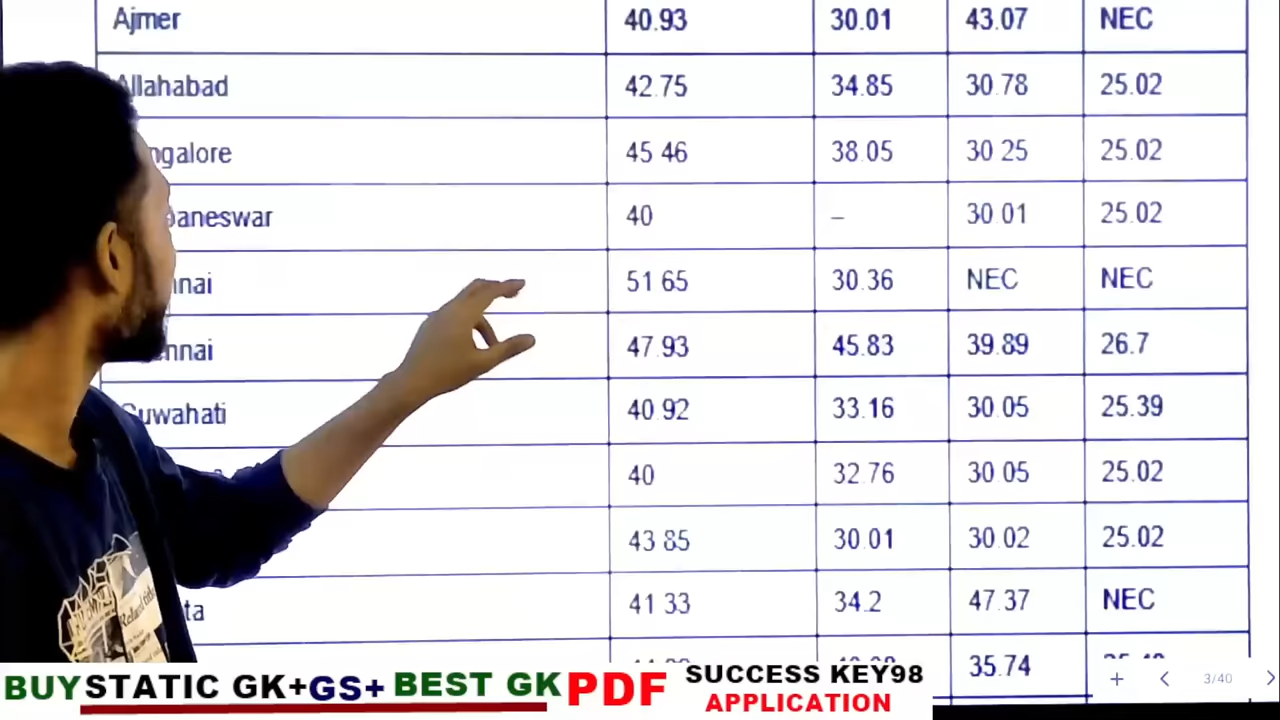 Ajmer 40.93 30.01 43.07 NEC
Allahabad 42.75 34.85 30.78 25.02
ngalore 45 46 38.05 30 25 25.02
aneswar 40 – 30 01 25.02
nnai 51 65 30.36 NEC NEC
ennai 47.93 45.83 39.89 26.7
Guwahati 40 92 33.16 30.05 25.39
40 32 76 30 05 25.02
43 85 30.01 30 02 25.02
ta 41 33 34.2 47.37 NEC
35.74
BUY STATIC GK+GS+ BEST GK PDF SUCCESS KEY98
APPLICATION
3/40